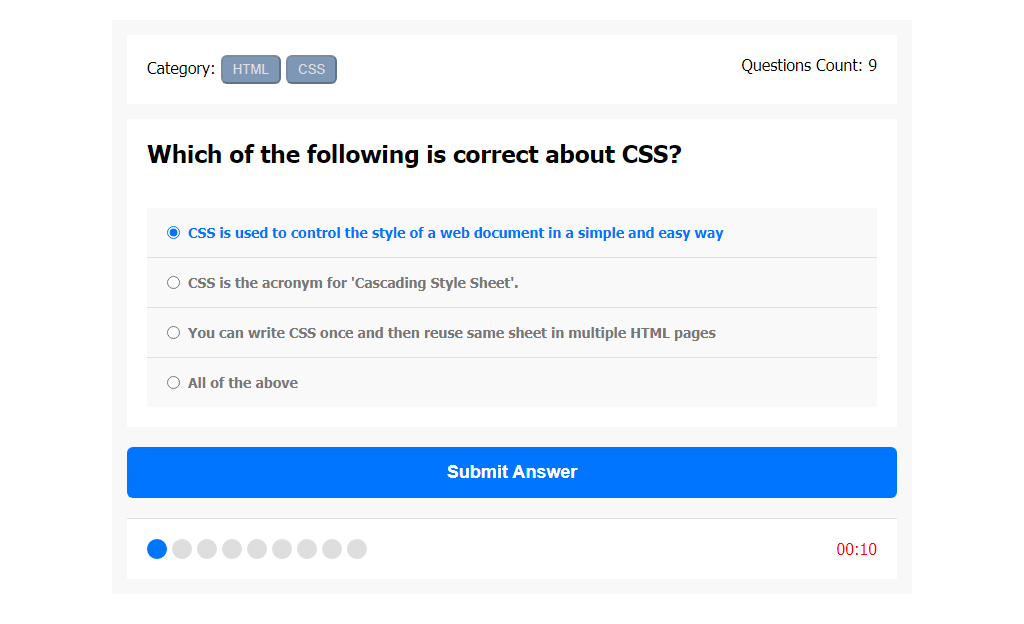 Category: HTML CSS Questions Count: 9
Which of the following is correct about CSS?
CSS is used to control the style of a web document in a simple and easy way
CSS is the acronym for 'Cascading Style Sheet'.
You can write CSS once and then reuse same sheet in multiple HTML pages
All of the above
Submit Answer
00:10